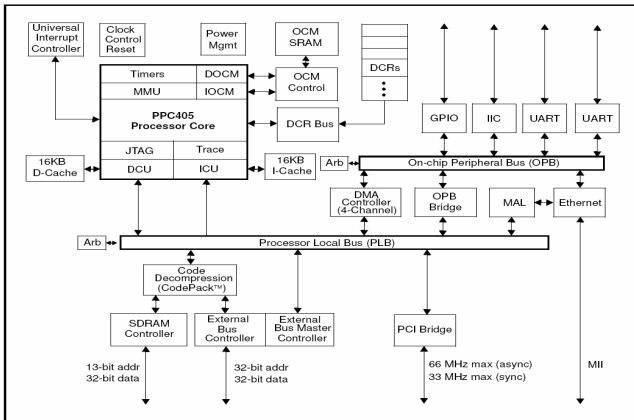 Universal
Interrupt
Controller
Clock
Control
Reset
Power
Mgmt
OCM
SRAM
DCRs
Timers
DOCM
MMU
IOCM
OCM
Control
PPC405
Processor Core
DCR Bus
GPIO
IIC
UART
UART
JTAG
Trace
16KB
D-Cache
DCU
ICU
16KB
I-Cache
Arb
On-chip Peripheral Bus (OPB)
DMA
Controller
(4-Channel)
OPB
Bridge
MAL
Ethernet
Arb
Processor Local Bus (PLB)
Code
Decompression
(CodePack™)
SDRAM
Controller
External
Bus
Controller
External
Bus Master
Controller
PCI Bridge
13-bit addr
32-bit data
32-bit addr
32-bit data
66 MHz max (async)
33 MHz max (sync)
MII